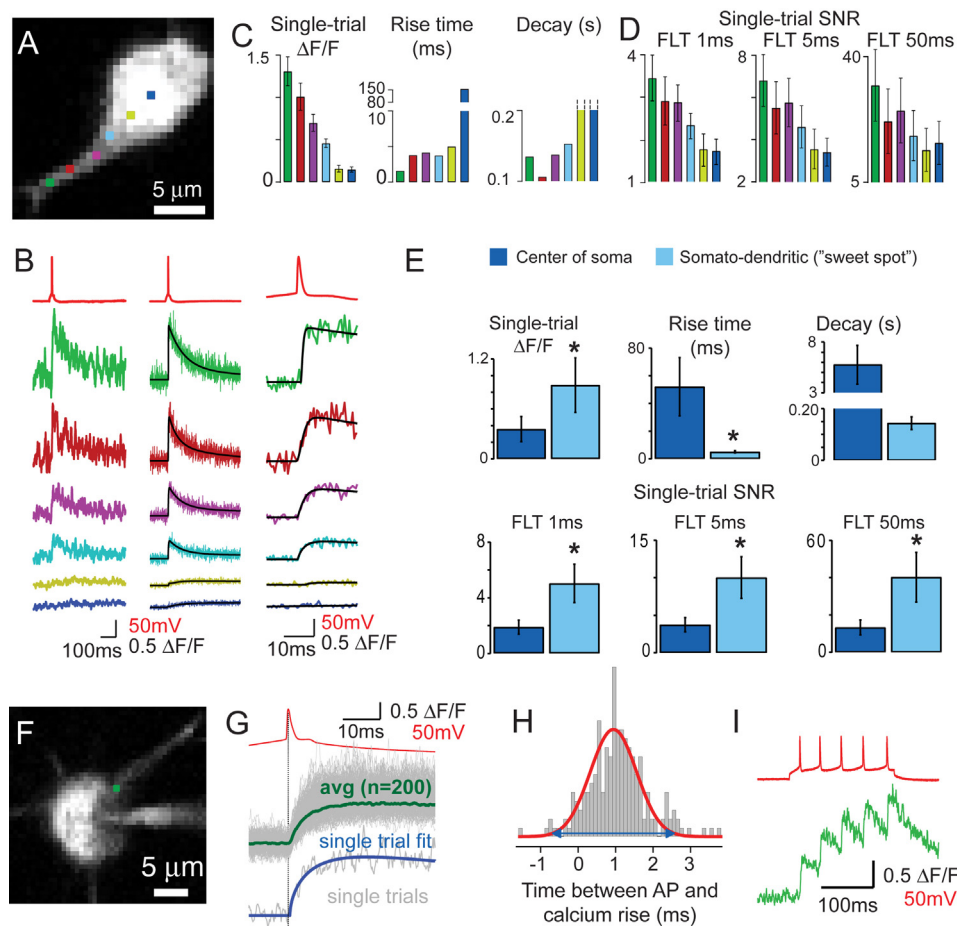 A
5 µm
C
Single-trial
ΔF/F
1.5
0
Rise time
(ms)
150
80
10
0
Decay (s)
0.2
0.1
D
Single-trial SNR
FLT 1ms
4
1
FLT 5ms
8
2
FLT 50ms
40
5
B
50mV
100ms
0.5 ΔF/F
50mV
10ms
0.5 ΔF/F
E
Center of soma
Somato-dendritic ("sweet spot")
Single-trial
ΔF/F
1.2
0
*
Rise time
(ms)
80
0
*
Decay (s)
8
3
0.20
0
Single-trial SNR
FLT 1ms
8
4
0
*
FLT 5ms
15
0
*
FLT 50ms
60
0
*
F
5 µm
G
0.5 ΔF/F
10ms
50mV
avg (n=200)
single trial fit
single trials
H
-1 0 1 2 3
Time between AP and
calcium rise (ms)
I
0.5 ΔF/F
100ms
50mV